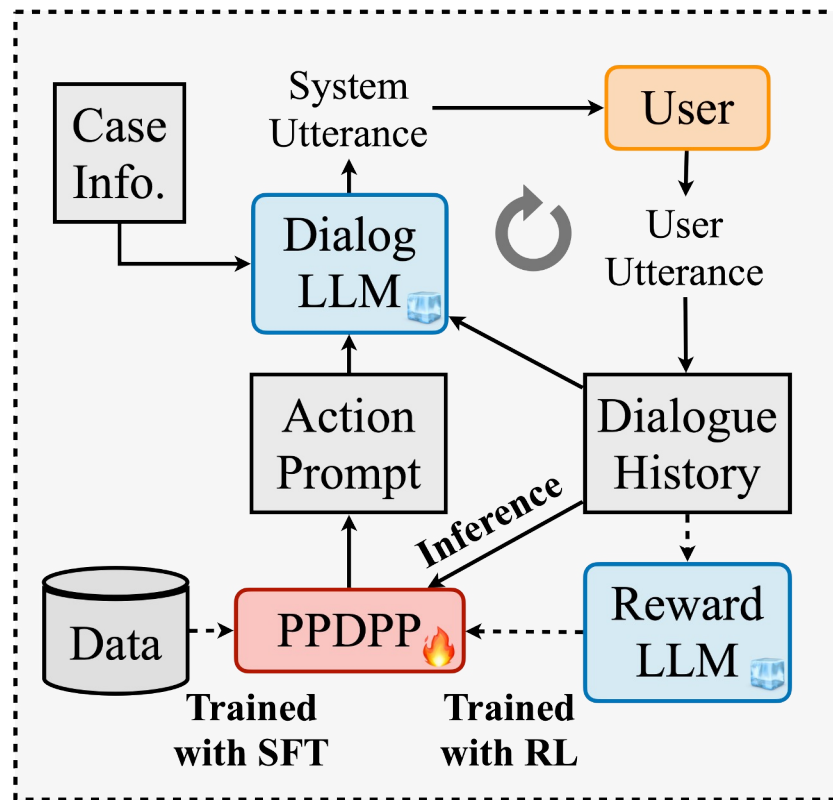 Case
Info.
System
Utterance
User
Dialog
LLM
User
Utterance
Action
Prompt
Dialogue
History
Inference
Data
PPDPP
Reward
LLM
Trained
with SFT
Trained
with RL